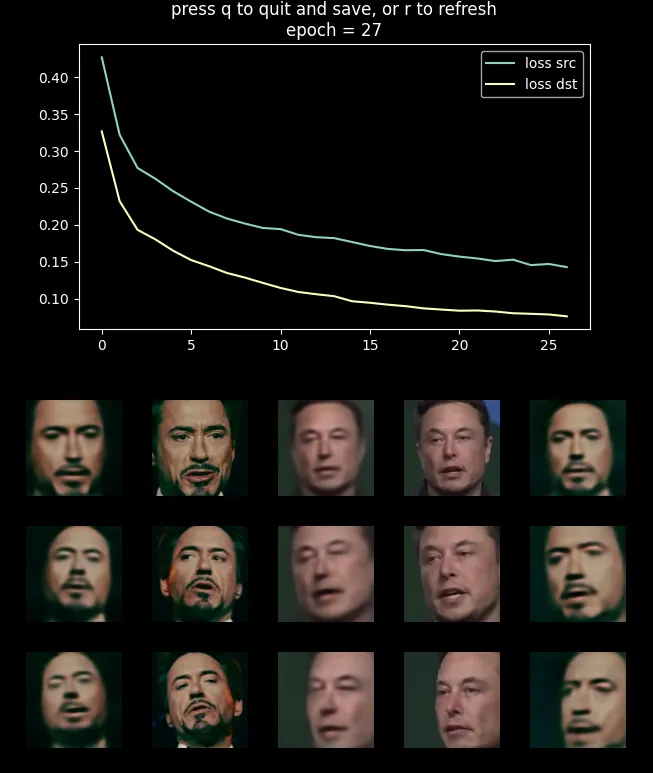 press q to quit and save, or r to refresh
epoch = 27
loss src
loss dst
0.40
0.35
0.30
0.25
0.20
0.15
0.10
0 5 10 15 20 25